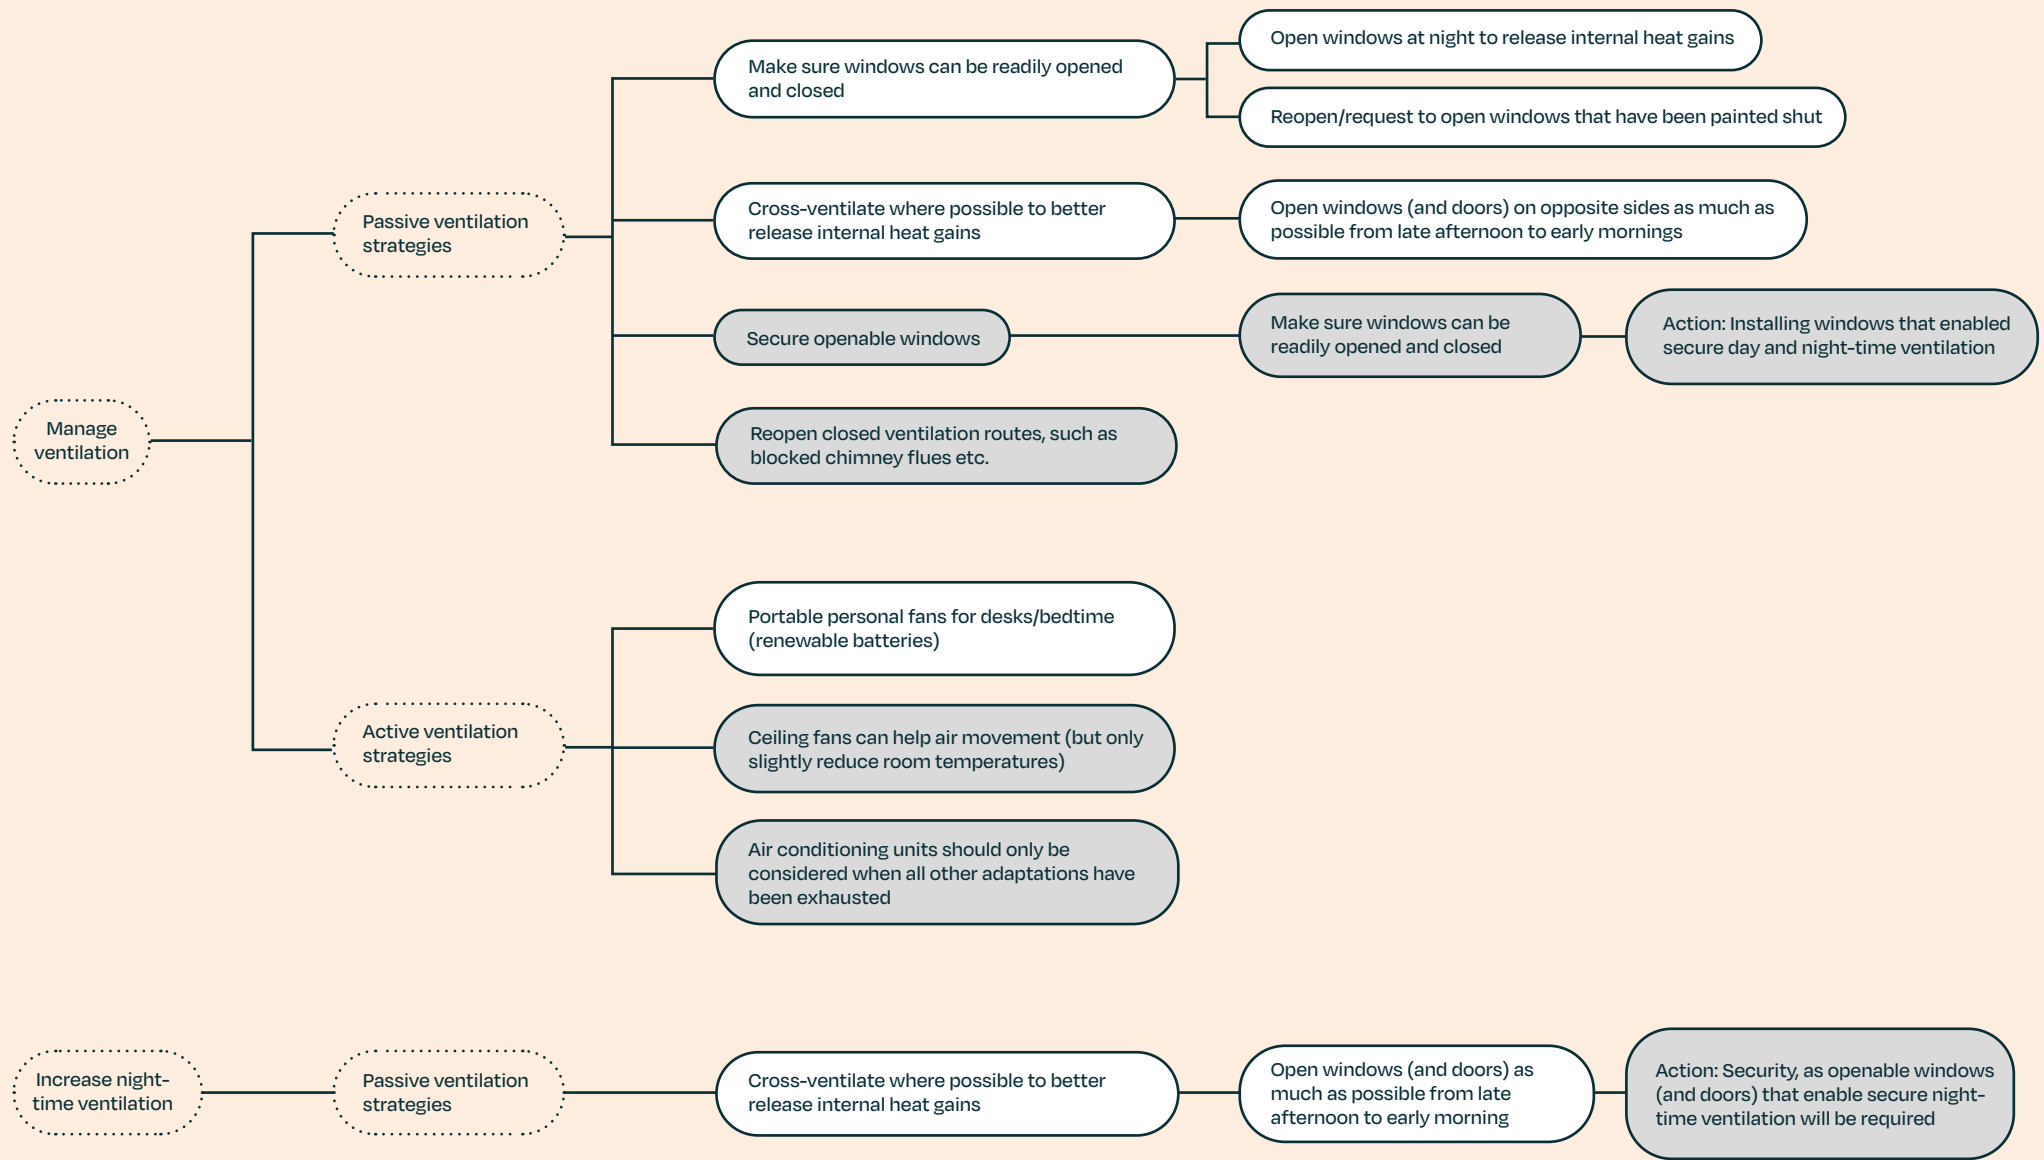 Manage
ventilation
Passive ventilation
strategies
Make sure windows can be readily opened
and closed
Open windows at night to release internal heat gains
Reopen/request to open windows that have been painted shut
Cross-ventilate where possible to better
release internal heat gains
Open windows (and doors) on opposite sides as much as
possible from late afternoon to early mornings
Secure openable windows
Make sure windows can be
readily opened and closed
Action: Installing windows that enabled
secure day and night-time ventilation
Reopen closed ventilation routes, such as
blocked chimney flues etc.
Active ventilation
strategies
Portable personal fans for desks/bedtime
(renewable batteries)
Ceiling fans can help air movement (but only
slightly reduce room temperatures)
Air conditioning units should only be
considered when all other adaptations have
been exhausted
Increase night-
time ventilation
Passive ventilation
strategies
Cross-ventilate where possible to better
release internal heat gains
Open windows (and doors) as
much as possible from late
afternoon to early morning
Action: Security, as openable windows
(and doors) that enable secure night-
time ventilation will be required